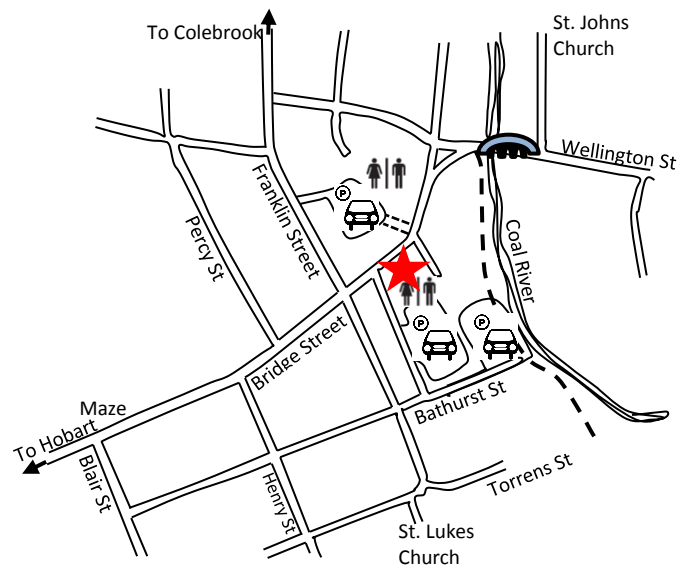 To Colebrook
St. Johns
Church
Wellington St
Franklin Street
P
Percy St
Coal River
P
P
Bridge Street
Bathurst St
Maze
To Hobart
Blair St
Henry St
Torrens St
St. Lukes
Church